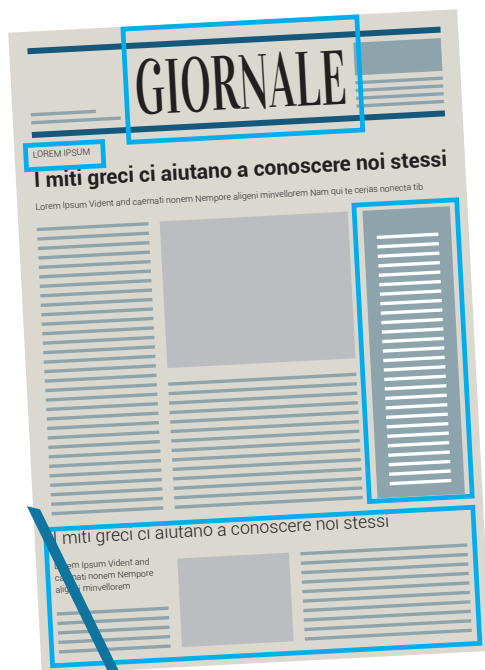 GIORNALE
LOREM IPSUM
I miti greci ci aiutano a conoscere noi stessi
Lorem Ipsum Vident and caernati nonem Nempore aligeni minvellorem Nam qui te cerias nonecta tib
I miti greci ci aiutano a conoscere noi stessi
Lorem Ipsum Vident and
caernati nonem Nempore
aligeni minvellorem